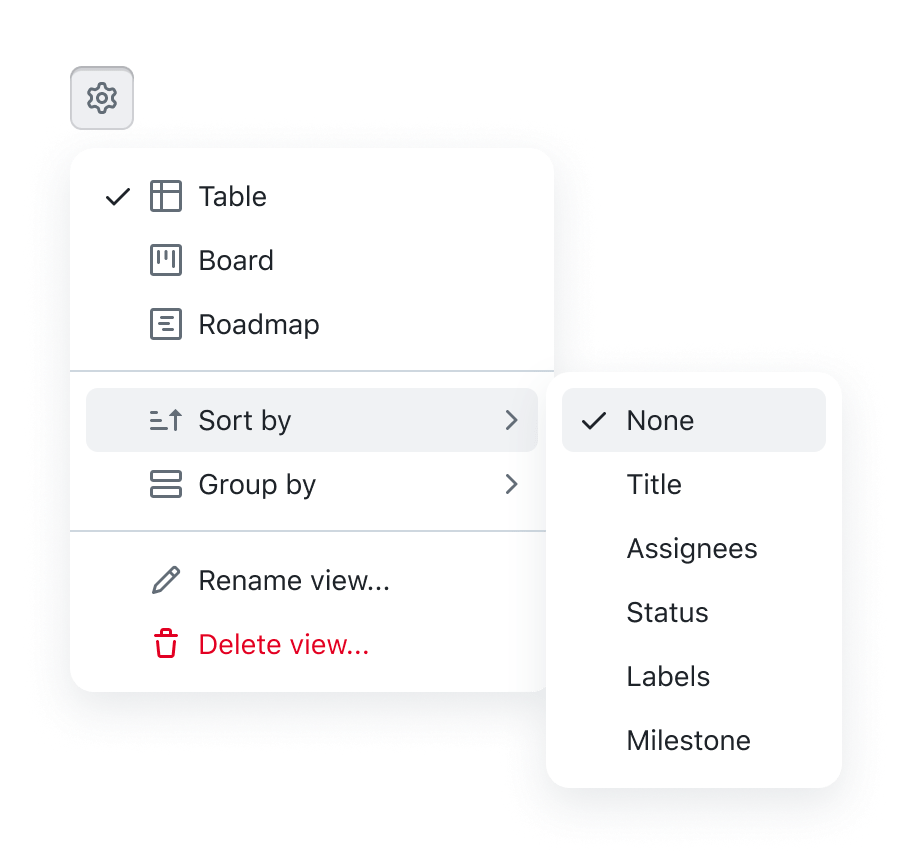 Table
Board
Roadmap
Sort by
Group by
Rename view...
Delete view...
None
Title
Assignees
Status
Labels
Milestone